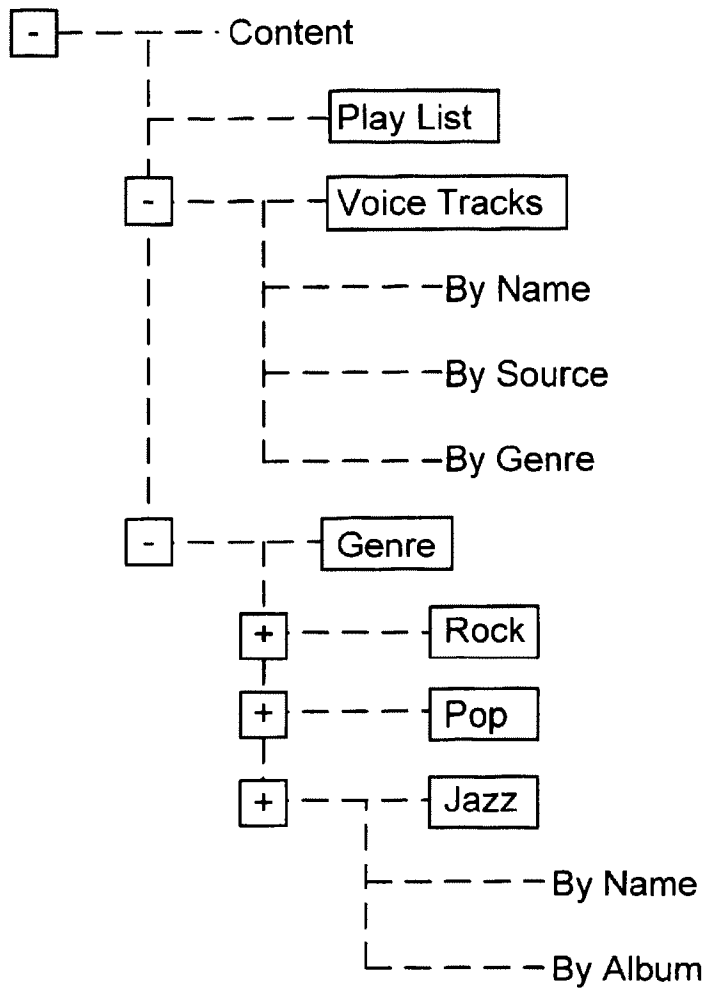 - Content
Play List
- Voice Tracks
By Name
By Source
By Genre
- Genre
+ Rock
+ Pop
+ Jazz
By Name
By Album